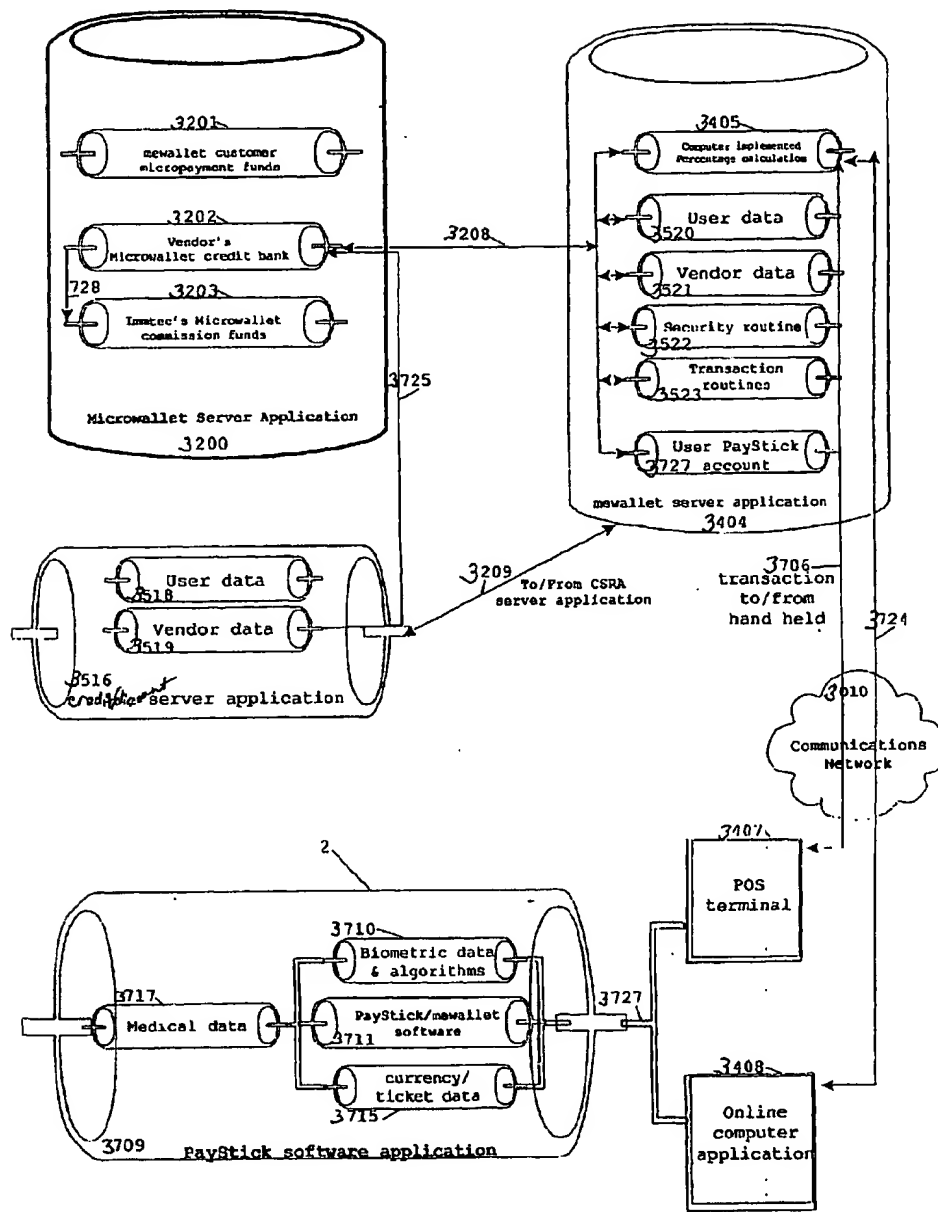 3201
mewallet customer
micropayment funds
3202
Vendor's
Microwallet credit bank
728
3203
Immtec's Microwallet
commission funds
Microwallet Server Application
3200
3208
3725
3405
Computer implemented
Percentage calculation
User data
3520
Vendor data
3521
Security routine
3522
Transaction
routines
3523
User PayStick
account
3727
mewallet server application
3404
3209
To/From CSRA
server application
3706
transaction
to/from
hand held
3724
User data
3518
Vendor data
3519
3516
server application
3010
Communications
Network
3407
POS
terminal
2
3710
Biometric data
& algorithms
3717
Medical data
PayStick/mewallet
software
3711
currency/
ticket data
3715
3727
3408
Online
computer
application
3709
PayStick software application